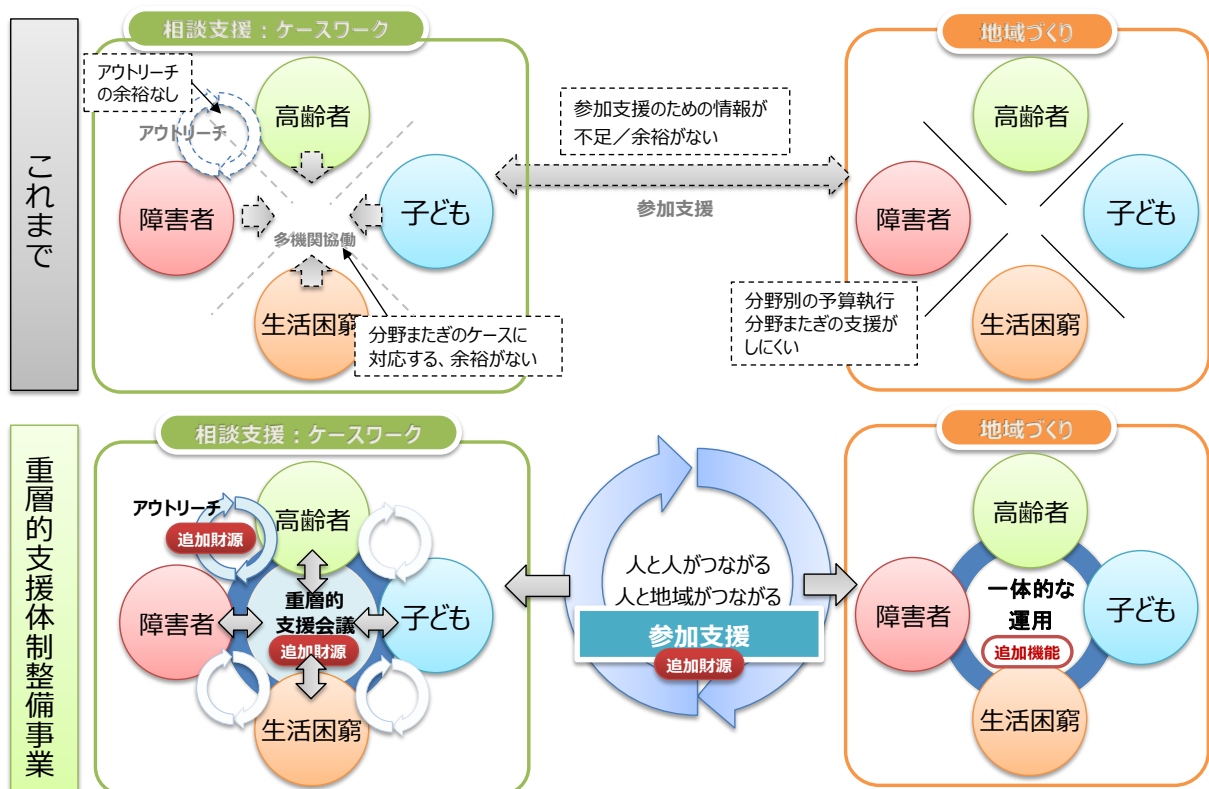 これまで
相談支援：ケースワーク
アウトリーチ
の余裕なし
アウトリーチ
高齢者
障害者
子ども
多機関協働
生活困窮
分野またぎのケースに
対応する、余裕がない
参加支援のための情報が
不足／余裕がない
参加支援
地域づくり
高齢者
障害者
子ども
生活困窮
分野別の予算執行
分野またぎの支援が
しにくい
重層的支援体制整備事業
相談支援：ケースワーク
アウトリーチ
追加財源
高齢者
障害者
重層的
支援会議
追加財源
子ども
生活困窮
人と人がつながる
人と地域がつながる
参加支援
追加財源
地域づくり
高齢者
障害者
一体的な
運用
追加機能
子ども
生活困窮